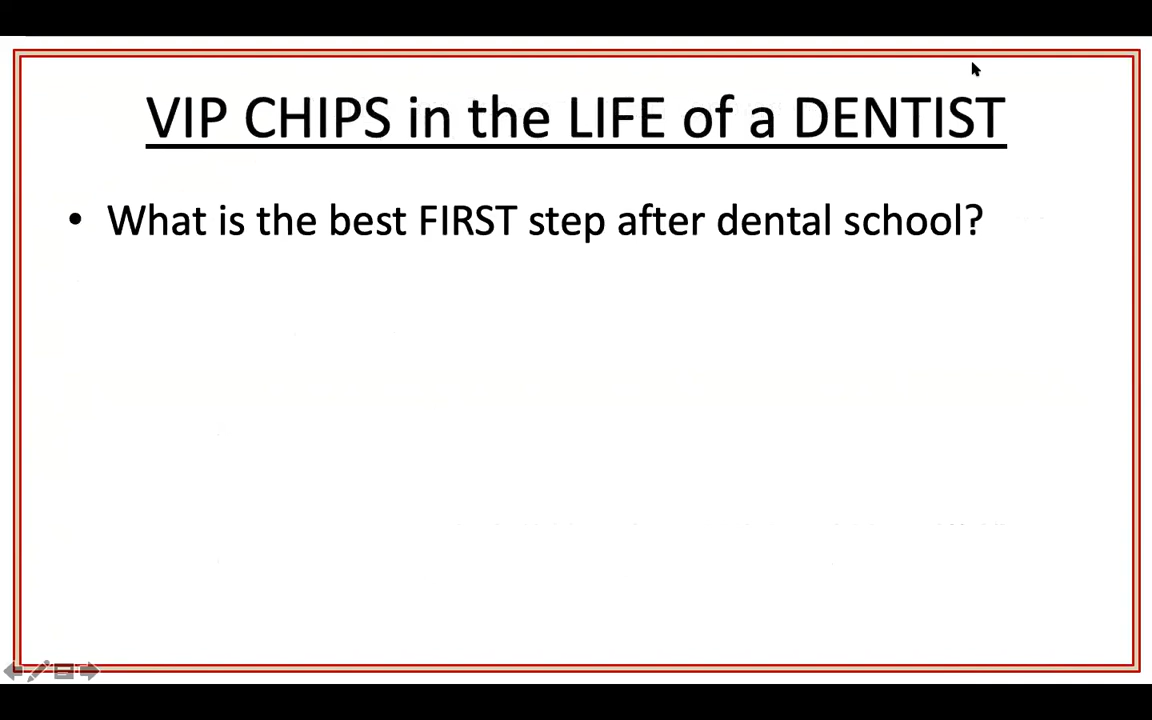 VIP CHIPS in the LIFE of a DENTIST
• What is the best FIRST step after dental school?